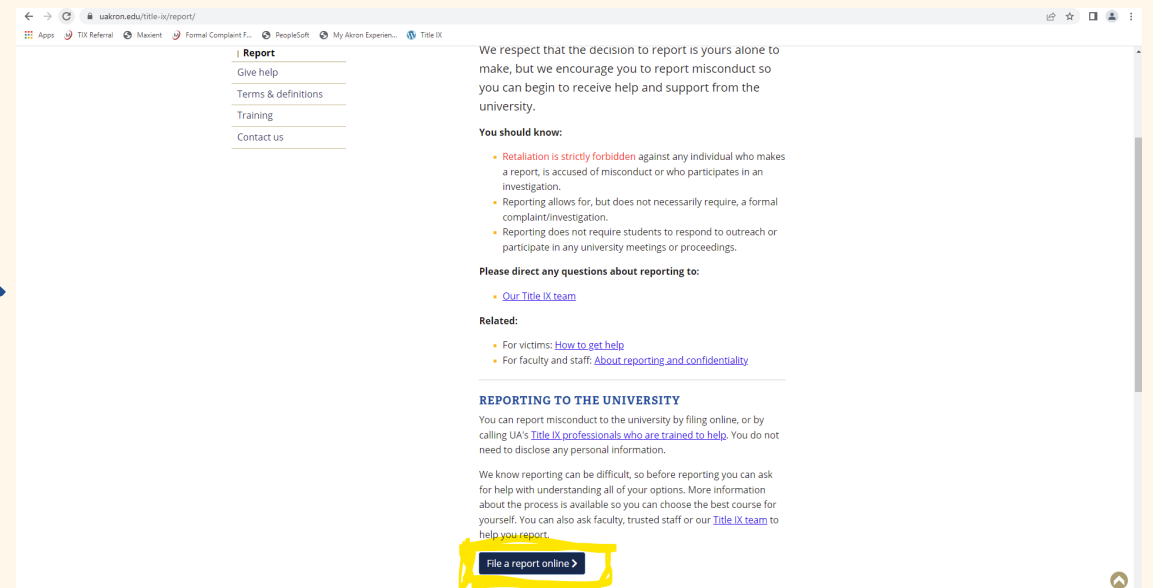 uakron.edu/title-ix/report/
Apps TIX Referral Maxient Formal Complaint F... PeopleSoft My Akron Experien... Title IX
Report
Give help
Terms & definitions
Training
Contact us
We respect that the decision to report is yours alone to
make, but we encourage you to report misconduct so
you can begin to receive help and support from the
university.
You should know:
Retaliation is strictly forbidden against any individual who makes
a report, is accused of misconduct or who participates in an
investigation.
Reporting allows for, but does not necessarily require, a formal
complaint/investigation.
Reporting does not require students to respond to outreach or
participate in any university meetings or proceedings.
Please direct any questions about reporting to:
Our Title IX team
Related:
For victims: How to get help
For faculty and staff: About reporting and confidentiality
REPORTING TO THE UNIVERSITY
You can report misconduct to the university by filing online, or by
calling UA's Title IX professionals who are trained to help. You do not
need to disclose any personal information.
We know reporting can be difficult, so before reporting you can ask
for help with understanding all of your options. More information
about the process is available so you can choose the best course for
yourself. You can also ask faculty, trusted staff or our Title IX team to
help you report.
File a report online